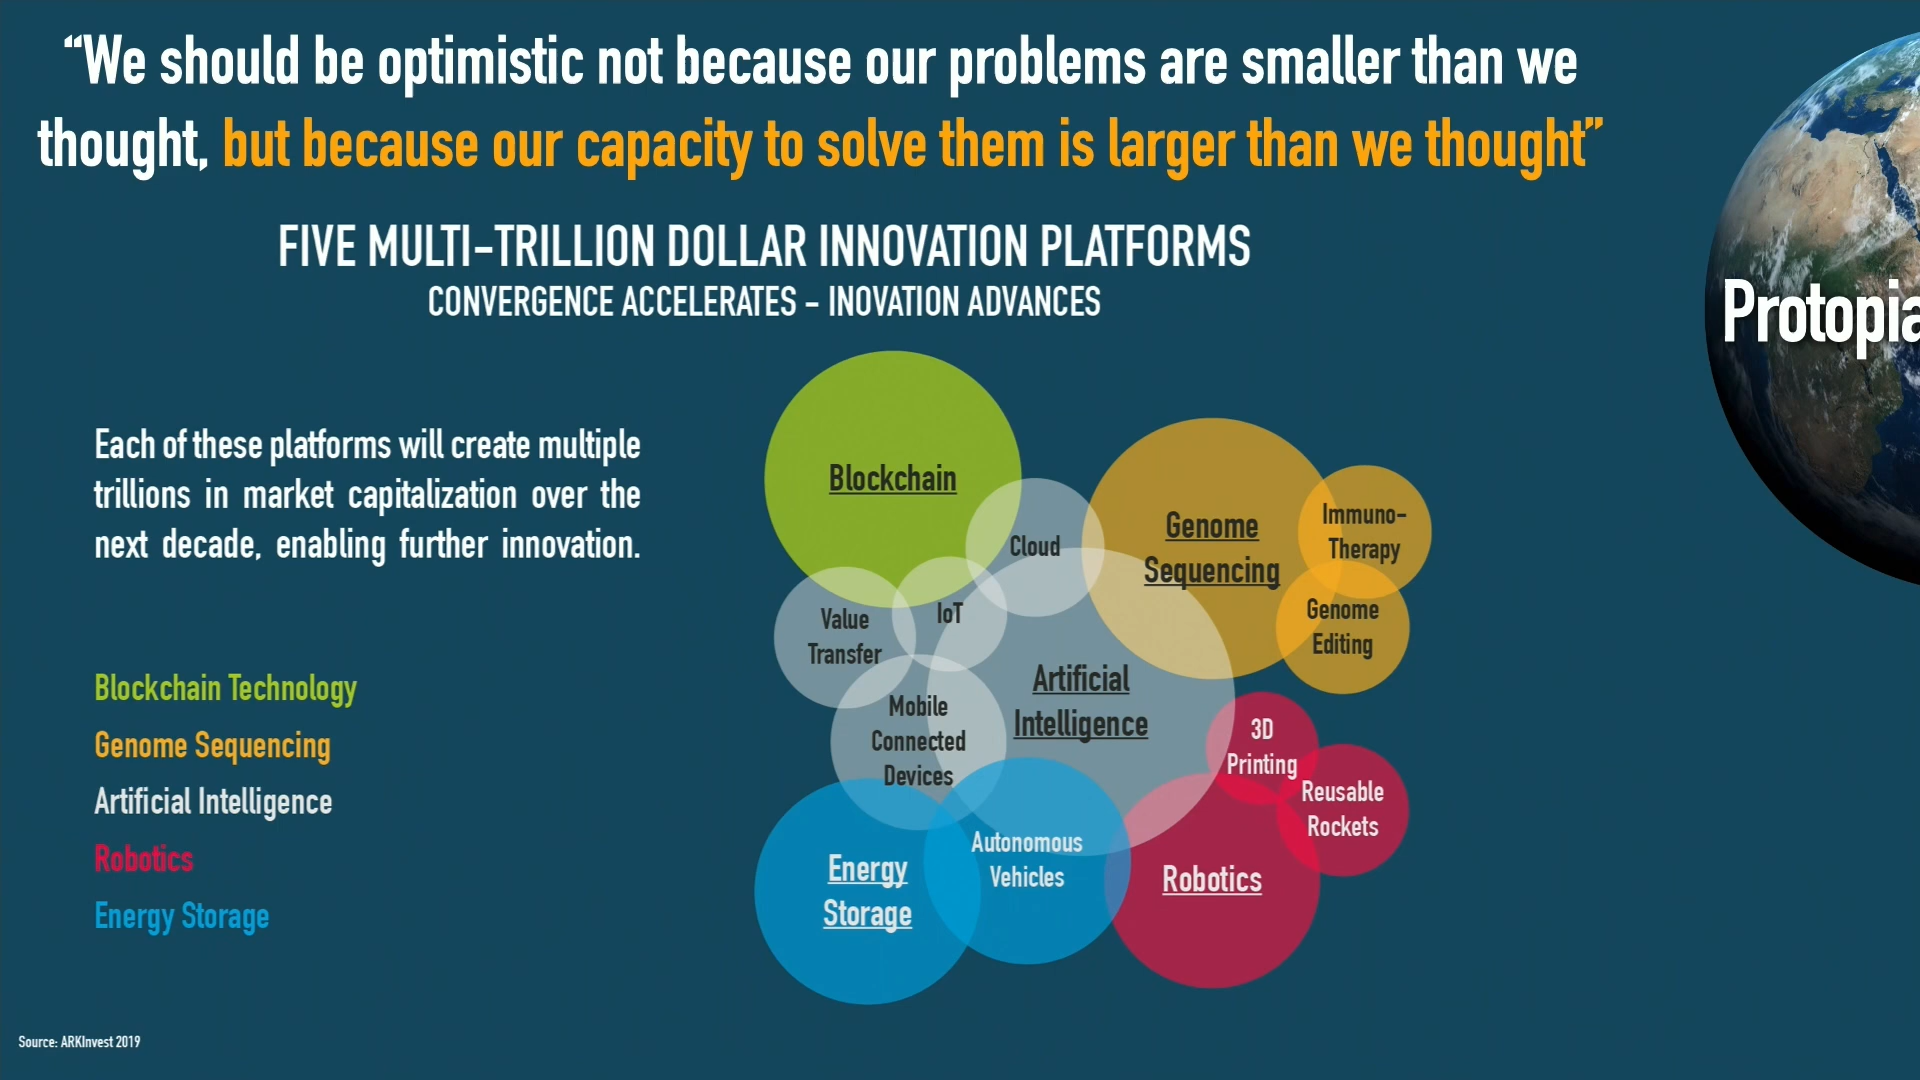 “We should be optimistic not because our problems are smaller than we
thought, but because our capacity to solve them is larger than we thought”
FIVE MULTI-TRILLION DOLLAR INNOVATION PLATFORMS
CONVERGENCE ACCELERATES - INOVATION ADVANCES
Protopia
Each of these platforms will create multiple
trillions in market capitalization over the
next decade, enabling further innovation.
Blockchain Technology
Genome Sequencing
Artificial Intelligence
Robotics
Energy Storage
Blockchain
Cloud
Genome
Sequencing
Immuno-
Therapy
Genome
Editing
Value
Transfer
IoT
Artificial
Intelligence
Mobile
Connected
Devices
3D
Printing
Reusable
Rockets
Energy
Storage
Autonomous
Vehicles
Robotics
Source: ARKInvest 2019